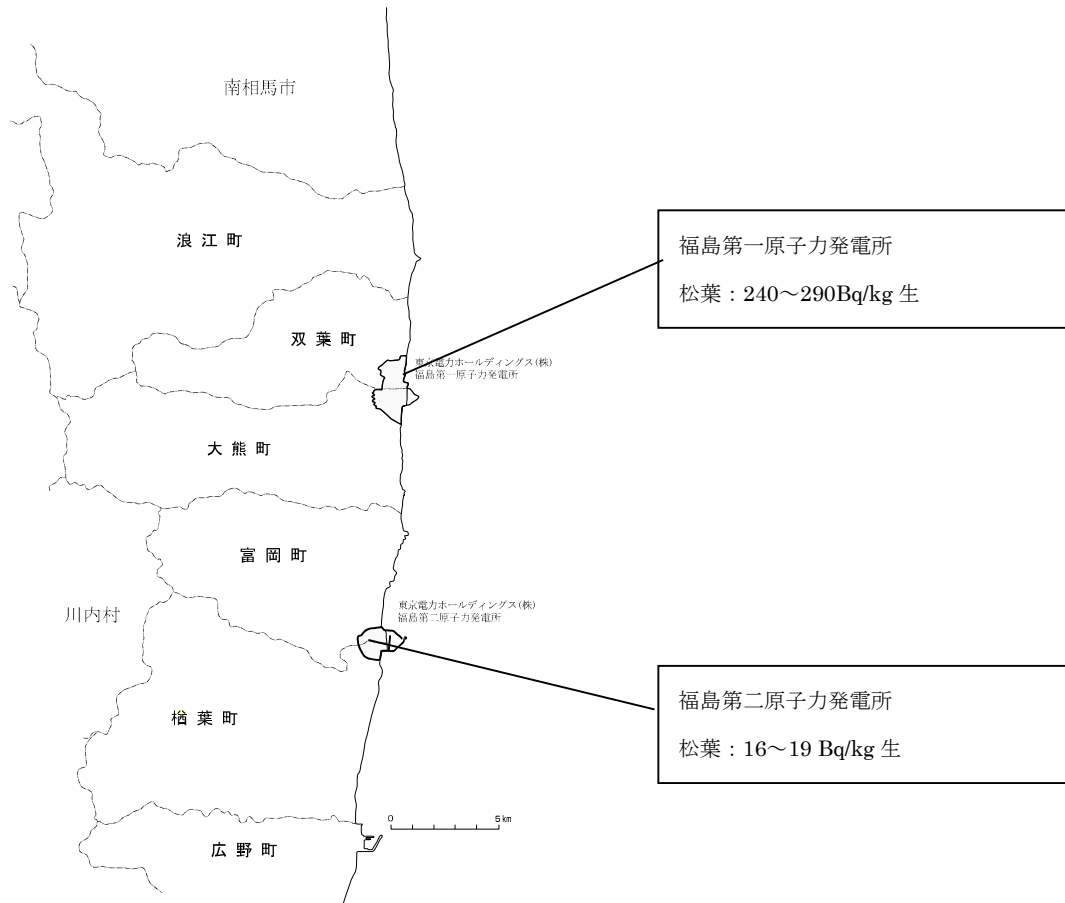 南相馬市
浪江町
福島第一原子力発電所
松葉：240～290Bq/kg 生
双葉町
東京電力ホールディングス(株)
福島第一原子力発電所
大熊町
富岡町
川内村
東京電力ホールディングス(株)
福島第二原子力発電所
福島第二原子力発電所
松葉：16～19 Bq/kg 生
楢葉町
0 5km
広野町